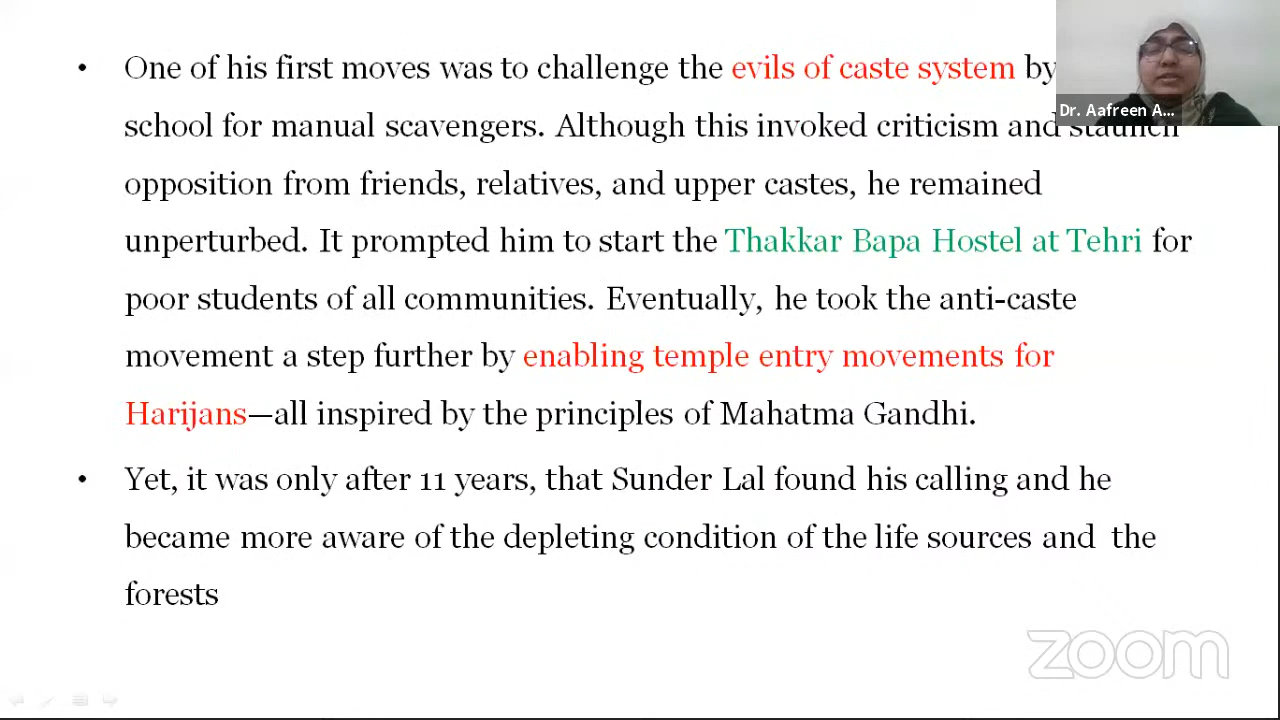 • One of his first moves was to challenge the evils of caste system by
school for manual scavengers. Although this invoked criticism and staunch
opposition from friends, relatives, and upper castes, he remained
unperturbed. It prompted him to start the Thakkar Bapa Hostel at Tehri for
poor students of all communities. Eventually, he took the anti-caste
movement a step further by enabling temple entry movements for
Harijans—all inspired by the principles of Mahatma Gandhi.
• Yet, it was only after 11 years, that Sunder Lal found his calling and he
became more aware of the depleting condition of the life sources and the
forests
Dr. Aafreen A...
zoom